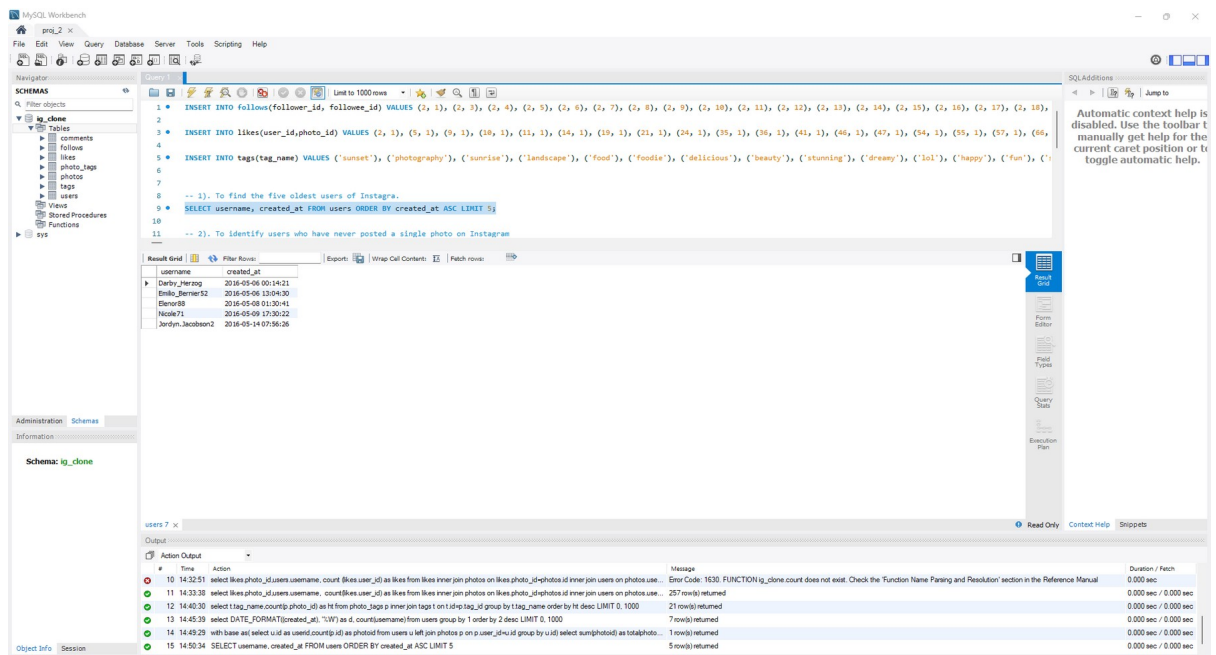 MySQL Workbench
proj_2 ×
File Edit View Query Database Server Tools Scripting Help
Navigator
SCHEMAS
Filter objects
ig_clone
Tables
comments
follows
likes
photo_tags
photos
tags
users
Views
Stored Procedures
Functions
sys
Administration Schemas
Information
Schema: ig_clone
Object Info Session
Query 1
Limit to 1000 rows
1 INSERT INTO follows(follower_id, followee_id) VALUES (2, 1), (2, 3), (2, 4), (2, 5), (2, 6), (2, 7), (2, 8), (2, 9), (2, 10), (2, 11), (2, 12), (2, 13), (2, 14), (2, 15), (2, 16), (2, 17), (2, 18),
2
3 INSERT INTO likes(user_id,photo_id) VALUES (2, 1), (5, 1), (9, 1), (10, 1), (11, 1), (14, 1), (19, 1), (21, 1), (24, 1), (35, 1), (36, 1), (41, 1), (46, 1), (47, 1), (54, 1), (55, 1), (57, 1), (66,
4
5 INSERT INTO tags(tag_name) VALUES ('sunset'), ('photography'), ('sunrise'), ('landscape'), ('food'), ('foodie'), ('delicious'), ('beauty'), ('stunning'), ('dreamy'), ('lol'), ('happy'), ('fun'), ('
6
7
8 -- 1). To find the five oldest users of Instagra.
9 SELECT username, created_at FROM users ORDER BY created_at ASC LIMIT 5;
10
11 -- 2). To identify users who have never posted a single photo on Instagram
Result Grid Filter Rows: Export: Wrap Cell Content: Fetch rows:
username created_at
Darby_Herzog 2016-05-06 00:14:21
Emilio_Bernier52 2016-05-06 13:04:30
Elenor88 2016-05-08 01:30:41
Nicole71 2016-05-09 17:30:22
Jordyn.Jacobson2 2016-05-14 07:56:26
Result Grid
Form Editor
Field Types
Query Stats
Execution Plan
users 7 ×
Read Only
SQLAdditions
Jump to
Automatic context help is
disabled. Use the toolbar t
manually get help for the
current caret position or to
toggle automatic help.
Context Help Snippets
Output
Action Output
# Time Action Message Duration / Fetch
10 14:32:51 select likes.photo_id,users.username, count (likes.user_id) as likes from likes inner join photos on likes.photo_id=photos.id inner join users on photos.use... Error Code: 1630. FUNCTION ig_clone.count does not exist. Check the 'Function Name Parsing and Resolution' section in the Reference Manual 0.000 sec
11 14:33:38 select likes.photo_id,users.username, count(likes.user_id) as likes from likes inner join photos on likes.photo_id=photos.id inner join users on photos.user... 257 row(s) returned 0.000 sec / 0.000 sec
12 14:40:30 select t.tag_name,count(p.photo_id) as ht from photo_tags p inner join tags t on t.id=p.tag_id group by t.tag_name order by ht desc LIMIT 0, 1000 21 row(s) returned 0.000 sec / 0.000 sec
13 14:45:39 select DATE_FORMAT((created_at), '%W') as d, count(username) from users group by 1 order by 2 desc LIMIT 0, 1000 7 row(s) returned 0.000 sec / 0.000 sec
14 14:49:29 with base as( select u.id as userid,count(p.id) as photoid from users u left join photos p on p.user_id=u.id group by u.id) select sum(photoid) as totalphoto... 1 row(s) returned 0.000 sec / 0.000 sec
15 14:50:34 SELECT username, created_at FROM users ORDER BY created_at ASC LIMIT 5 5 row(s) returned 0.000 sec / 0.000 sec